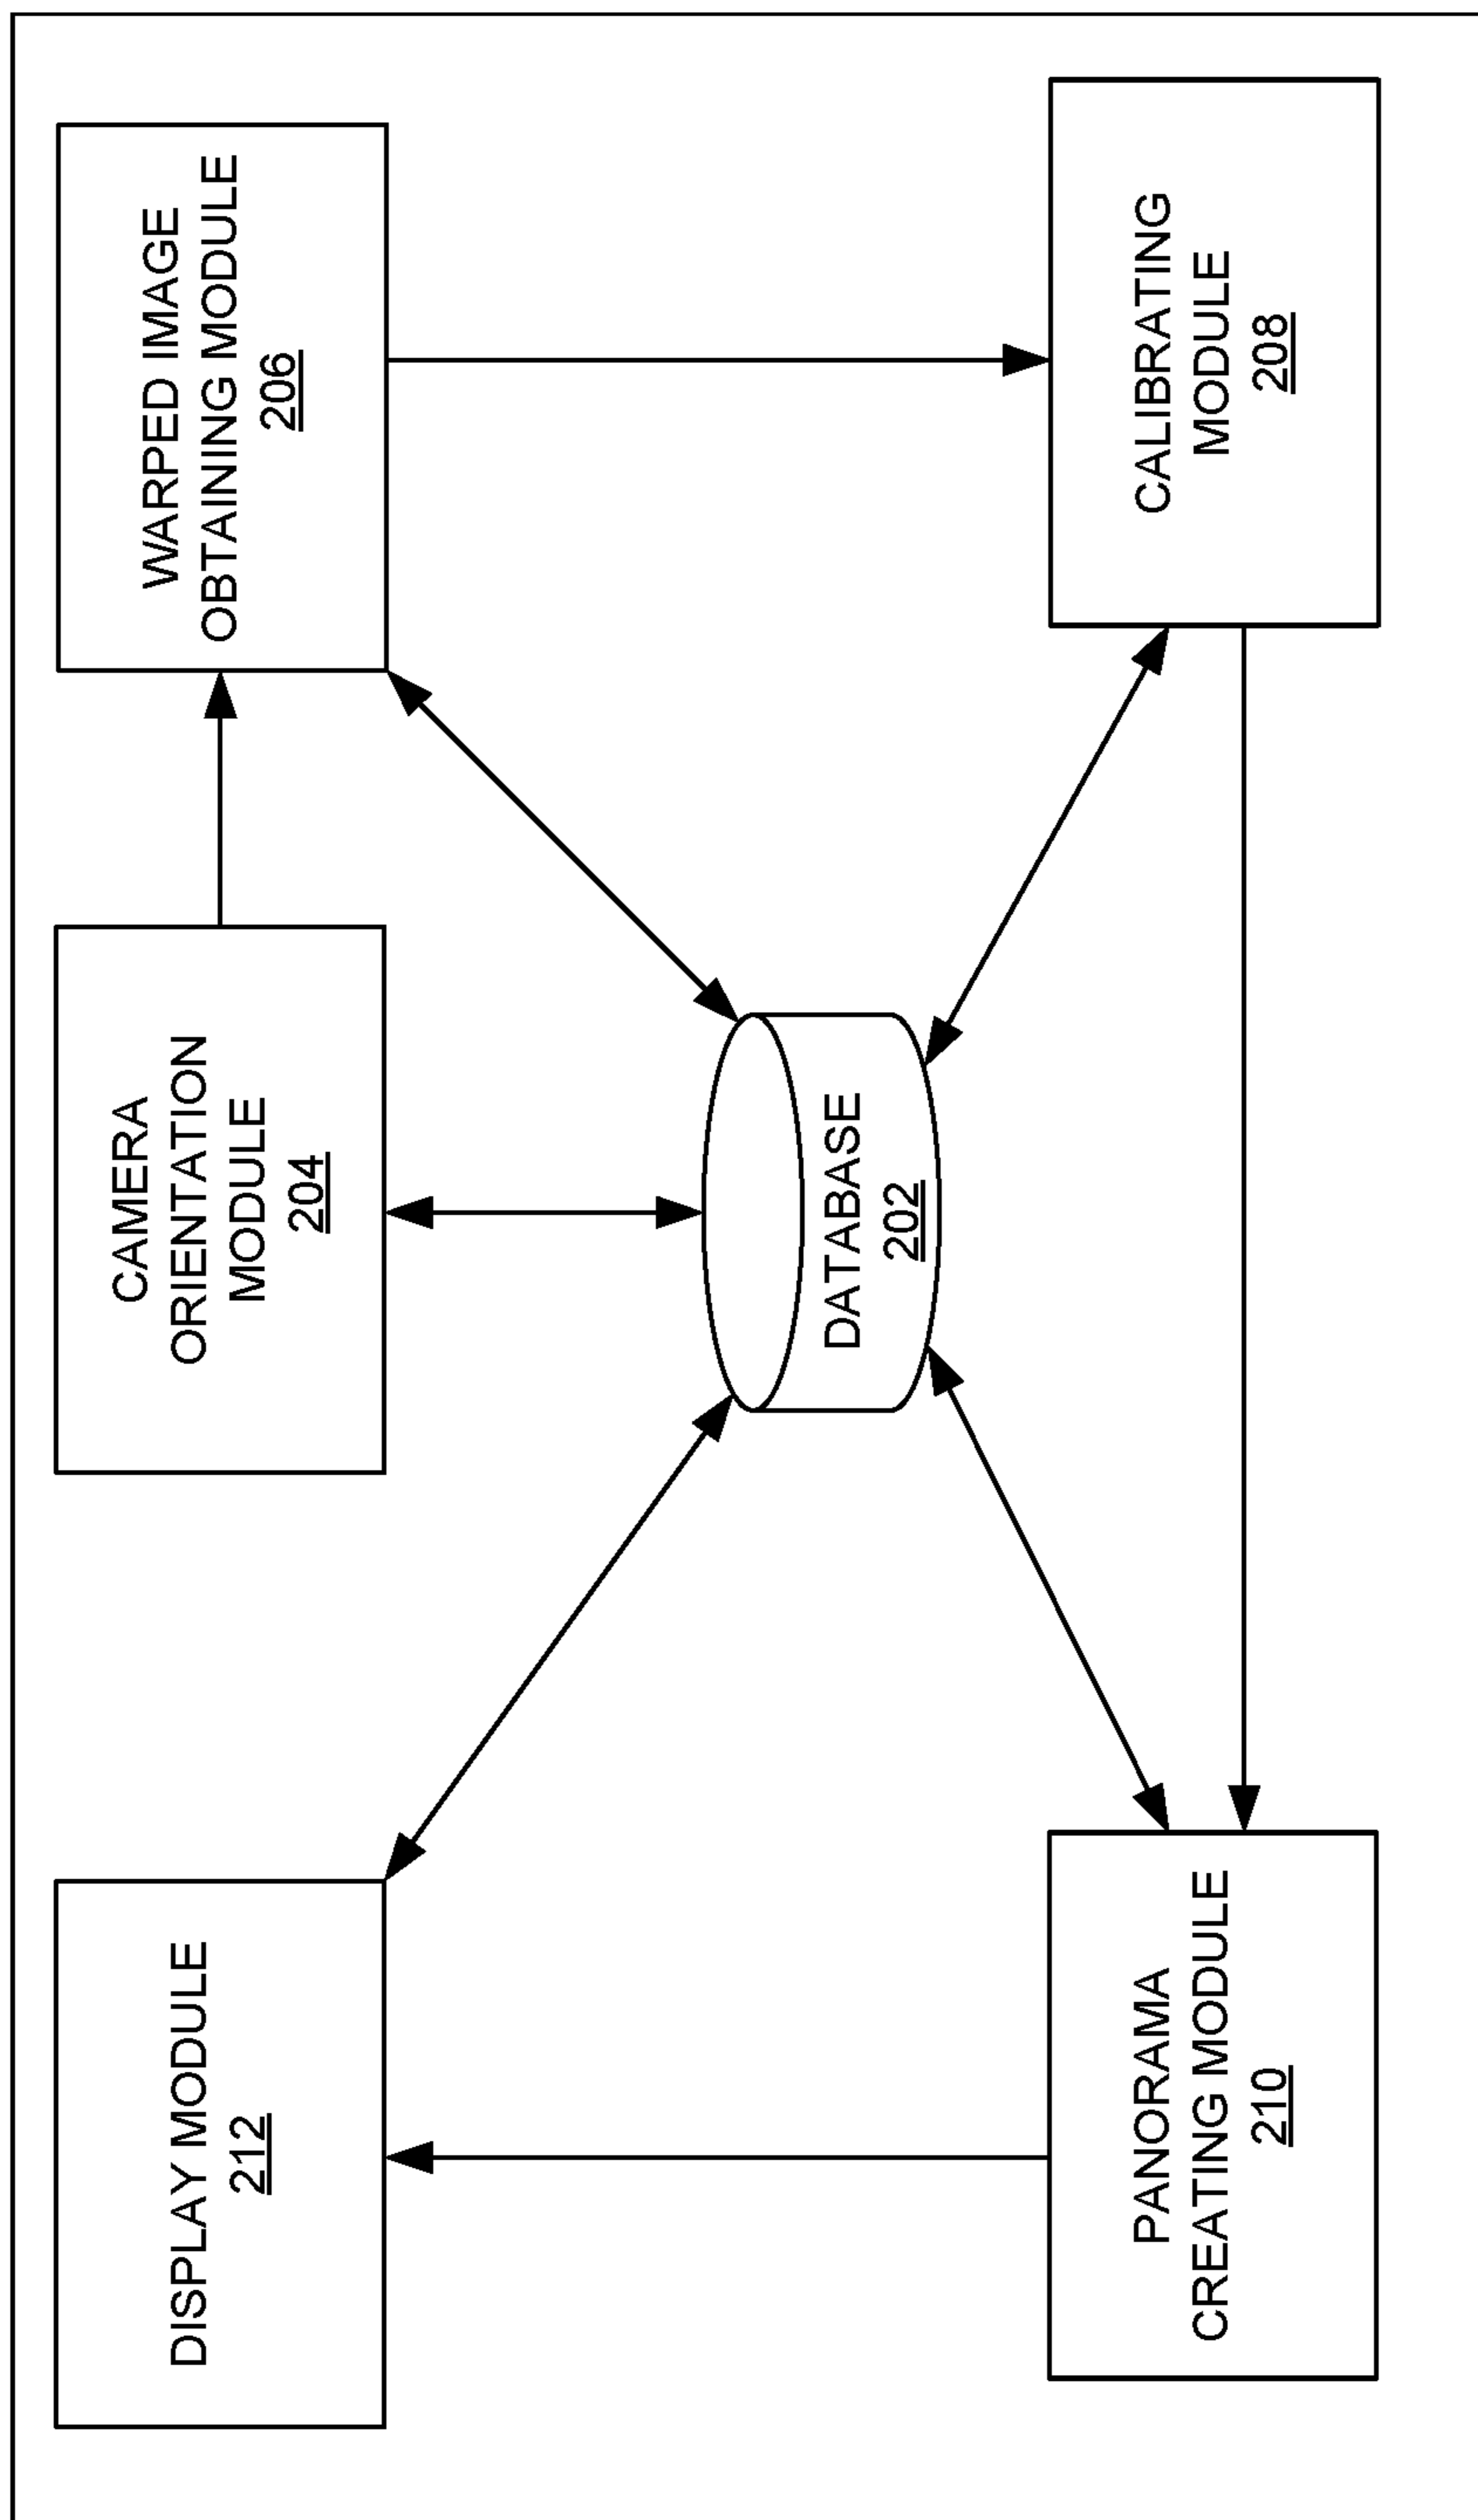 DISPLAY MODULE
212
CAMERA
ORIENTATION
MODULE
204
WARPED IMAGE
OBTAINING MODULE
206
DATABASE
202
PANORAMA
CREATING MODULE
210
CALIBRATING
MODULE
208